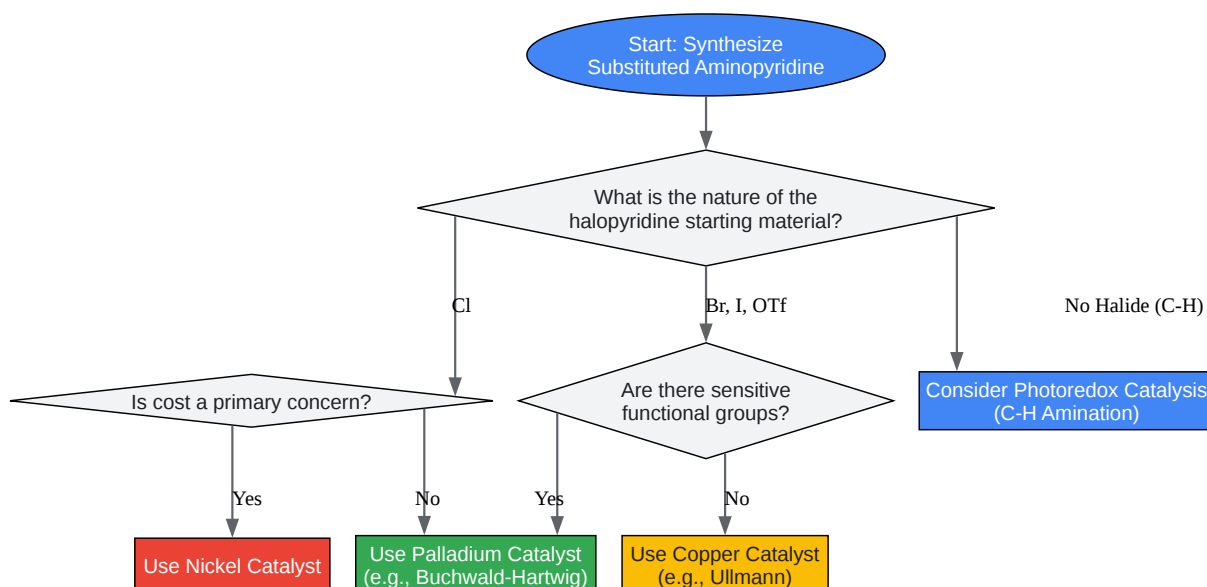 Start: Synthesize
Substituted Aminopyridine
What is the nature of the
halopyridine starting material?
Cl
Br, I, OTf
No Halide (C-H)
Is cost a primary concern?
Are there sensitive
functional groups?
Consider Photoredox Catalysis
(C-H Amination)
Yes
No
Yes
No
Use Nickel Catalyst
Use Palladium Catalyst
(e.g., Buchwald-Hartwig)
Use Copper Catalyst
(e.g., Ullmann)